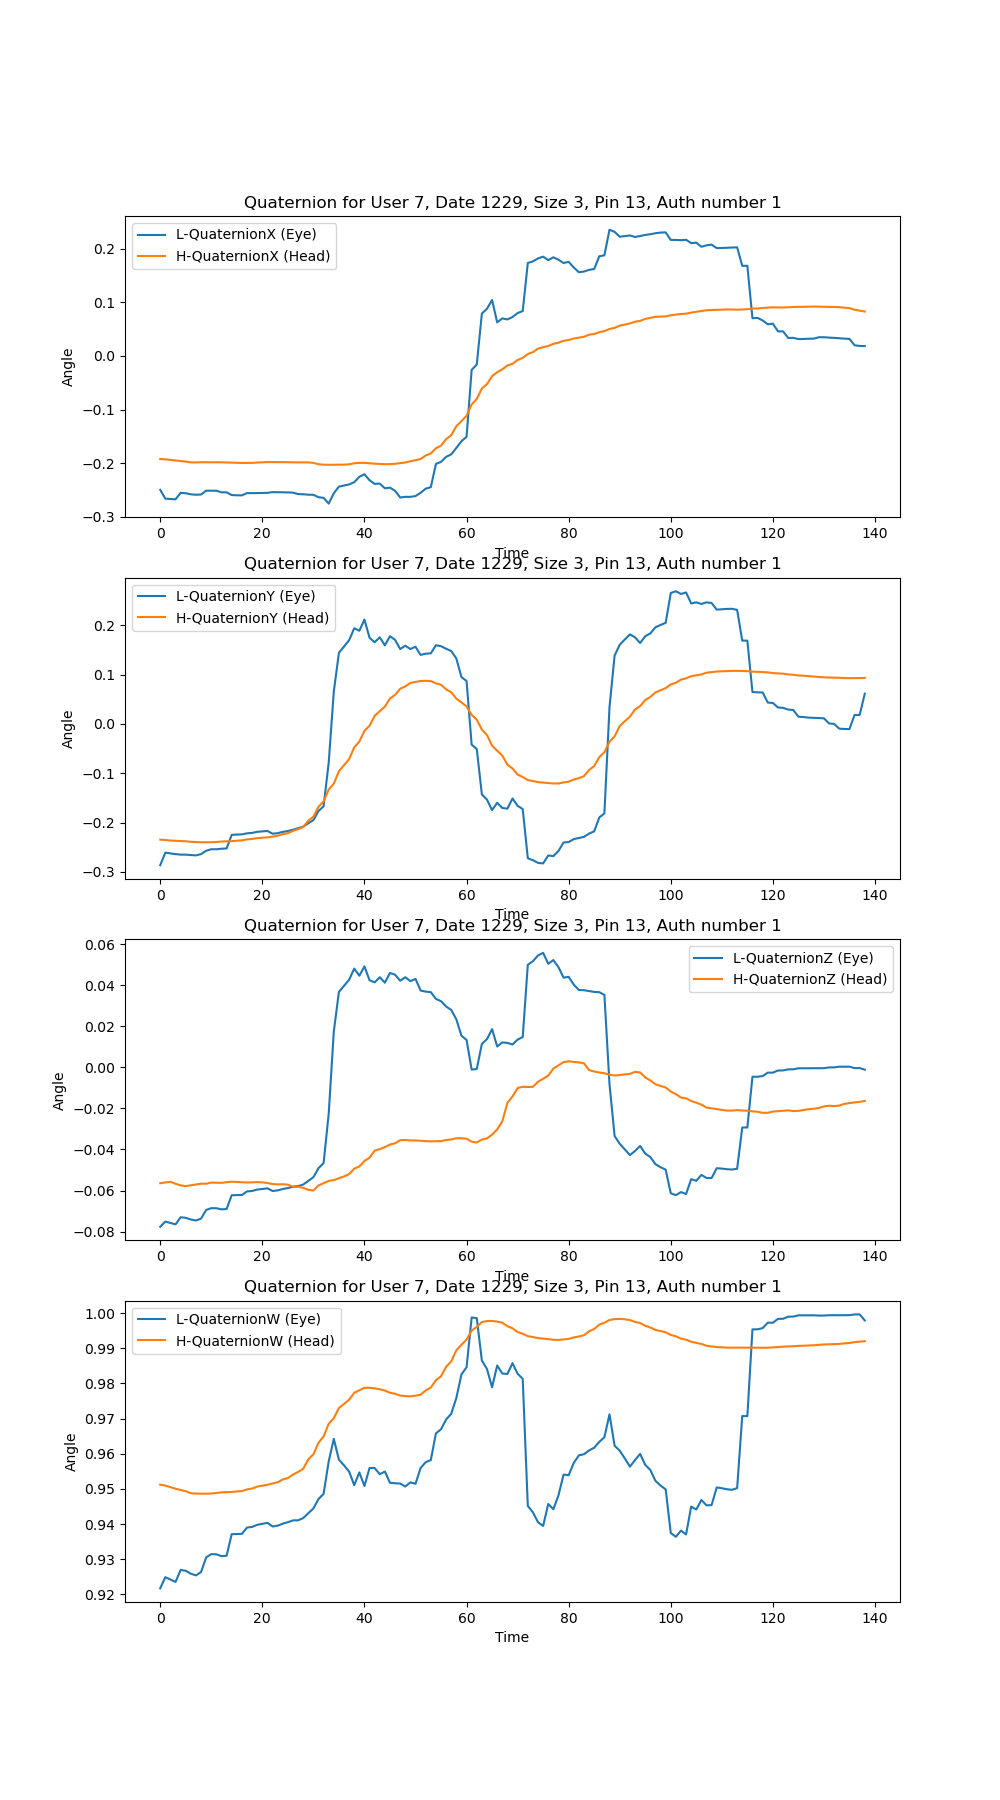 Quaternion for User 7, Date 1229, Size 3, Pin 13, Auth number 1
L-QuaternionX (Eye)
H-QuaternionX (Head)
Angle
0.2
0.1
0.0
−0.1
−0.2
−0.3
0 20 40 60 80 100 120 140
Time
Quaternion for User 7, Date 1229, Size 3, Pin 13, Auth number 1
L-QuaternionY (Eye)
H-QuaternionY (Head)
Angle
0.2
0.1
0.0
−0.1
−0.2
−0.3
0 20 40 60 80 100 120 140
Time
Quaternion for User 7, Date 1229, Size 3, Pin 13, Auth number 1
L-QuaternionZ (Eye)
H-QuaternionZ (Head)
Angle
0.06
0.04
0.02
0.00
−0.02
−0.04
−0.06
−0.08
0 20 40 60 80 100 120 140
Time
Quaternion for User 7, Date 1229, Size 3, Pin 13, Auth number 1
L-QuaternionW (Eye)
H-QuaternionW (Head)
Angle
1.00
0.99
0.98
0.97
0.96
0.95
0.94
0.93
0.92
0 20 40 60 80 100 120 140
Time